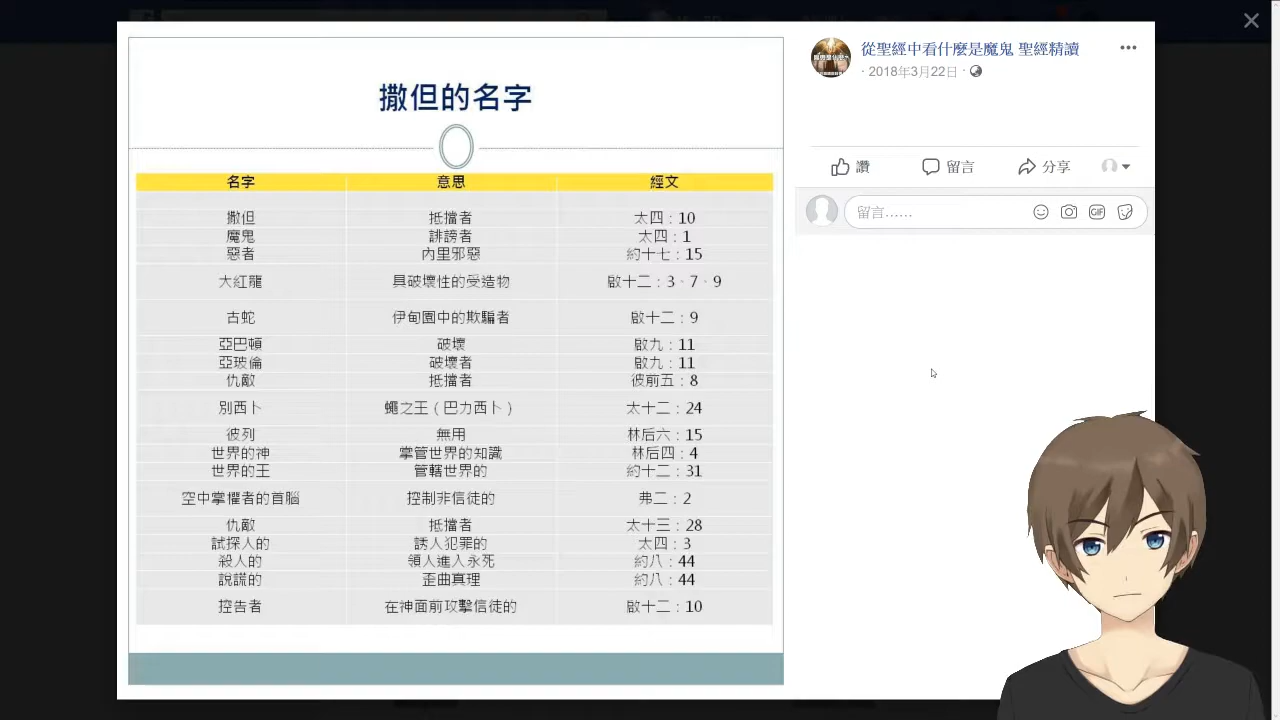 撒但的名字
名字 意思 經文
撒但 抵擋者 太四：10
魔鬼 誹謗者 太四：1
惡者 內里邪惡 約十七：15
大紅龍 具破壞性的受造物 啟十二：3、7、9
古蛇 伊甸園中的欺騙者 啟十二：9
亞巴頓 破壞 啟九：11
亞玻倫 破壞者 啟九：11
仇敵 抵擋者 彼前五：8
別西卜 蠅之王（巴力西卜） 太十二：24
彼列 無用 林后六：15
世界的神 掌管世界的知識 林后四：4
世界的王 管轄世界的 約十二：31
空中掌懼者的首腦 控制非信徒的 弗二：2
仇敵 抵擋者 太十三：28
試探人的 誘人犯罪的 太四：3
殺人的 領人進入永死 約八：44
說謊的 歪曲真理 約八：44
控告者 在神面前攻擊信徒的 啟十二：10
從聖經中看什麼是魔鬼 聖經精讀
· 2018年3月22日 ·
讚 留言 分享
留言……
GIF